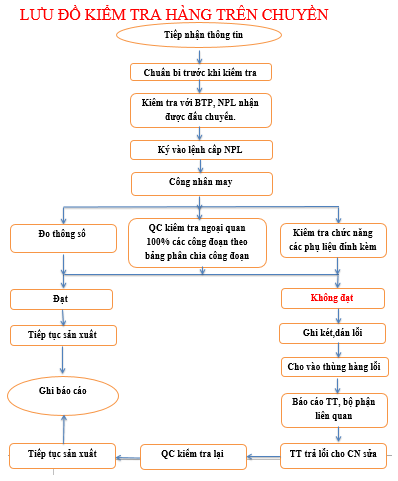 LƯU ĐỒ KIỂM TRA HÀNG TRÊN CHUYỀN
Tiếp nhận thông tin
Chuẩn bi trước khi kiểm tra
Kiểm tra với BTP, NPL nhận
được đầu chuyền.
Ký vào lệnh cấp NPL
Công nhân may
Đo thông số
QC kiểm tra ngoại quan
100% các công đoạn theo
bảng phân chia công đoạn
Kiểm tra chức năng
các phụ liệu đính kèm
Đạt
Không đạt
Tiếp tục sản xuất
Ghi két,dán lỗi
Cho vào thùng hàng lỗi
Ghi báo cáo
Báo cáo TT, bộ phận
liên quan
Tiếp tục sản xuất
QC kiểm tra lại
TT trả lỗi cho CN sửa